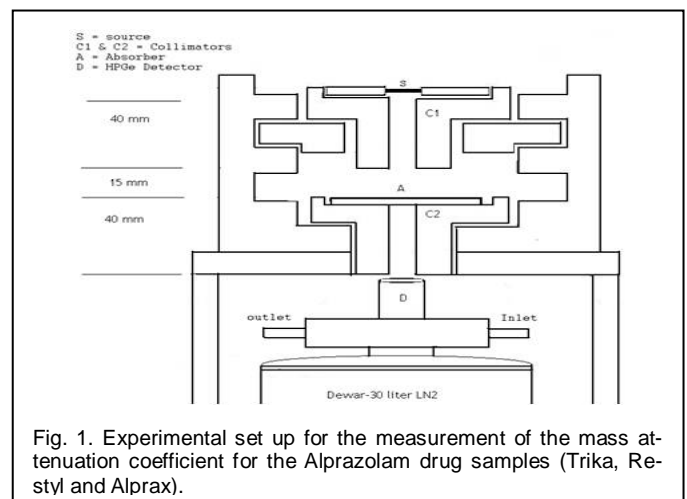 S = source
C1 & C2 = Collimators
A = Absorber
D = HPGe Detector
S
40 mm
C1
15 mm
A
40 mm
C2
D
outlet
Inlet
Dewar-30 liter LN2
Fig. 1. Experimental set up for the measurement of the mass at-
tenuation coefficient for the Alprazolam drug samples (Trika, Re-
styl and Alprax).